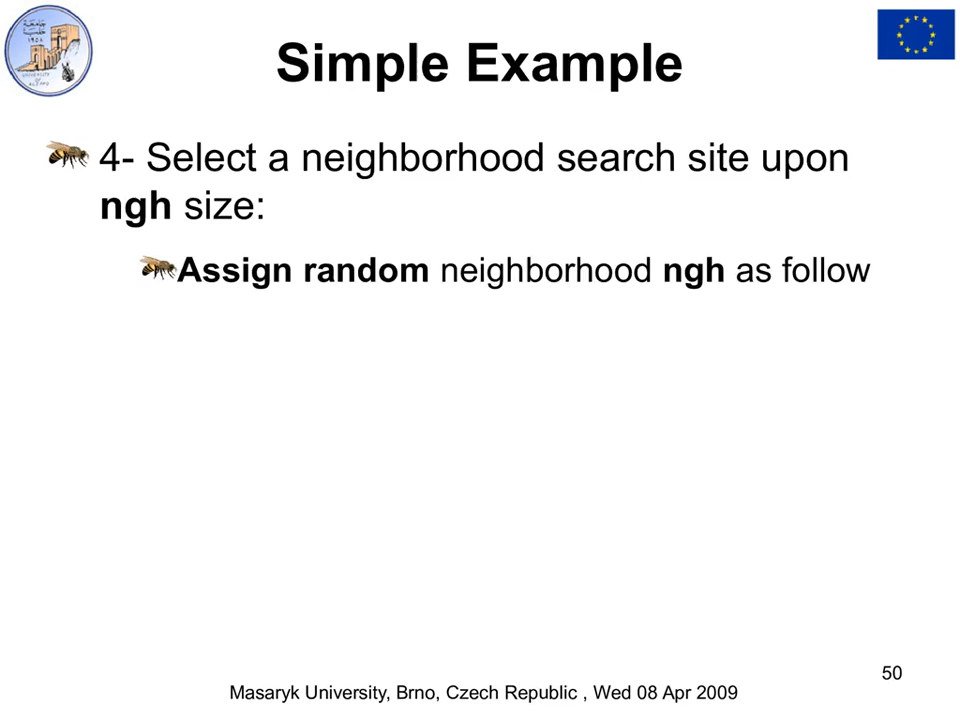 Simple Example
4- Select a neighborhood search site upon
ngh size:
Assign random neighborhood ngh as follow
50
Masaryk University, Brno, Czech Republic , Wed 08 Apr 2009